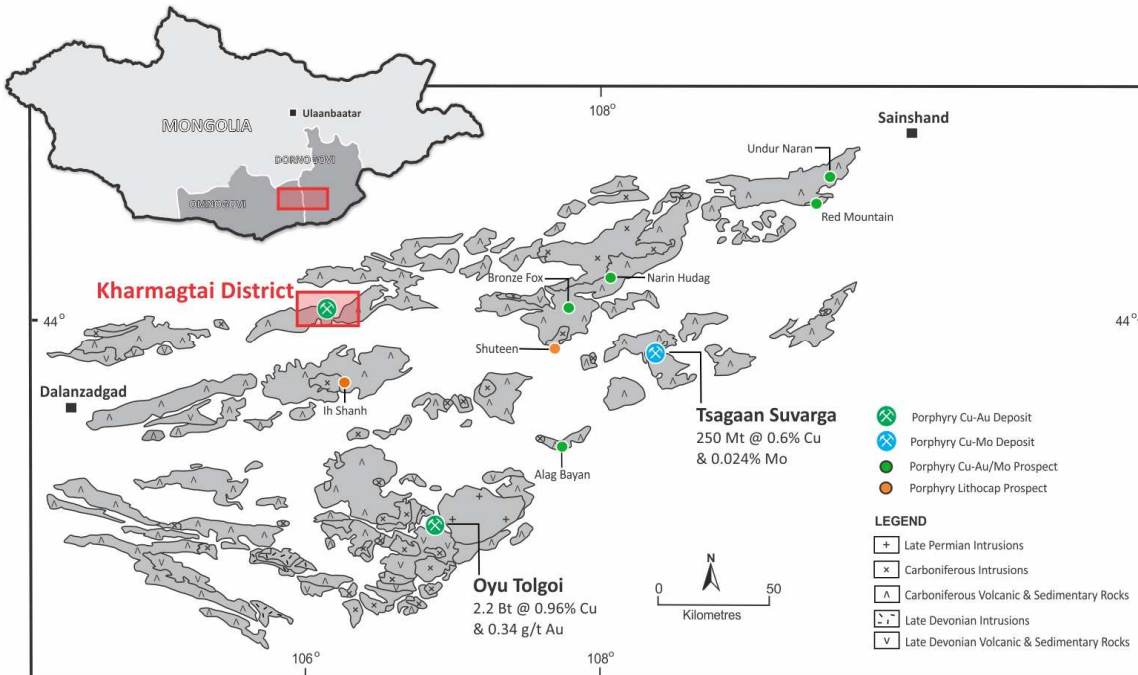 Ulaanbaatar
MONGOLIA
DORNOGOVI
OMNOGOVI
108°
Sainshand
Undur Naran
Red Mountain
Bronze Fox
Narin Hudag
Kharmagtai District
44°
44°
Shuteen
Dalanzadgad
Ih Shanh
Tsagaan Suvarga
250 Mt @ 0.6% Cu
& 0.024% Mo
Alag Bayan
Oyu Tolgoi
2.2 Bt @ 0.96% Cu
& 0.34 g/t Au
N
0 50
Kilometres
106°
108°
Porphyry Cu-Au Deposit
Porphyry Cu-Mo Deposit
Porphyry Cu-Au/Mo Prospect
Porphyry Lithocap Prospect
LEGEND
+ Late Permian Intrusions
x Carboniferous Intrusions
^ Carboniferous Volcanic & Sedimentary Rocks
Late Devonian Intrusions
v Late Devonian Volcanic & Sedimentary Rocks